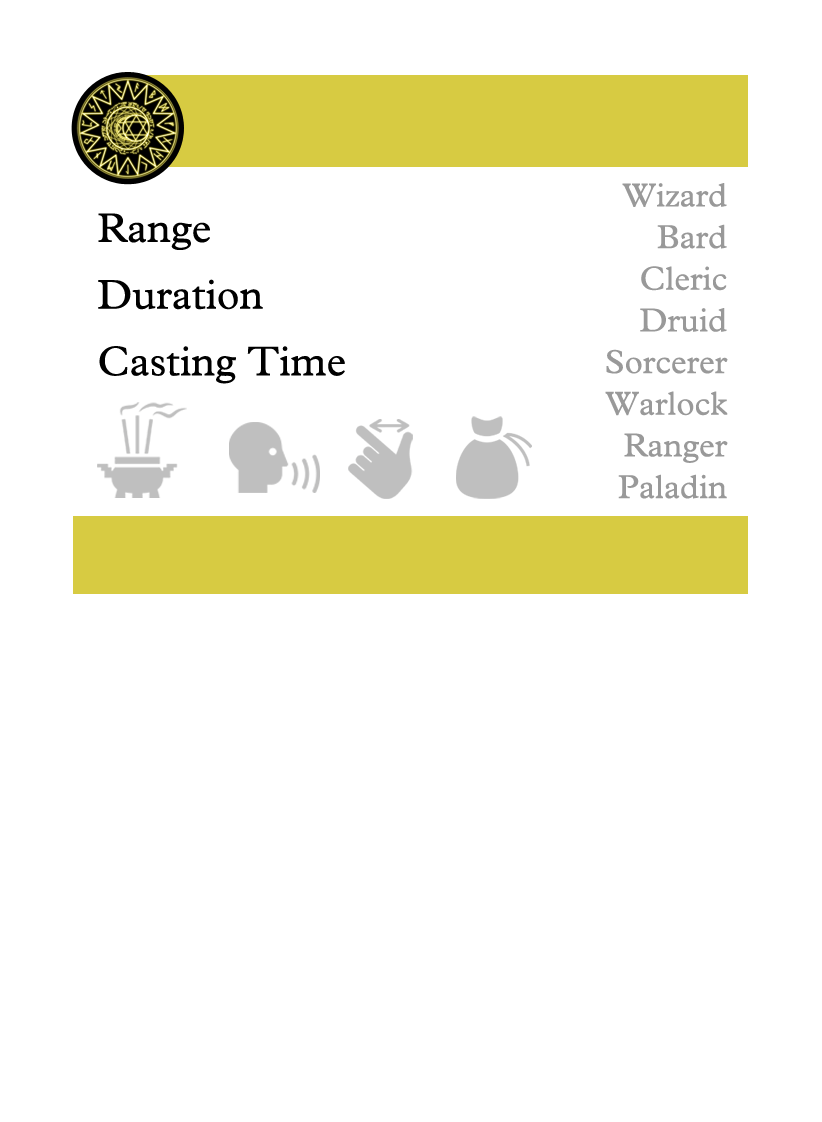 Range
Duration
Casting Time
Wizard
Bard
Cleric
Druid
Sorcerer
Warlock
Ranger
Paladin